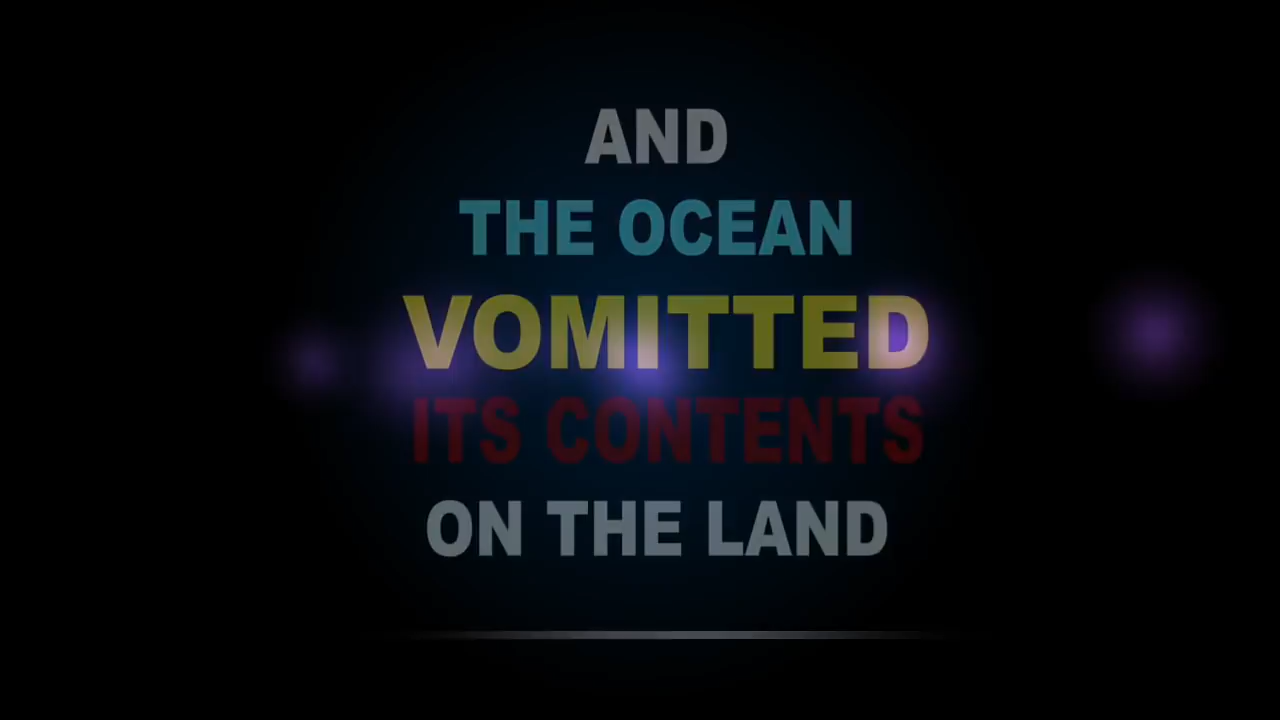 AND
THE OCEAN
VOMITTED
ITS CONTENTS
ON THE LAND